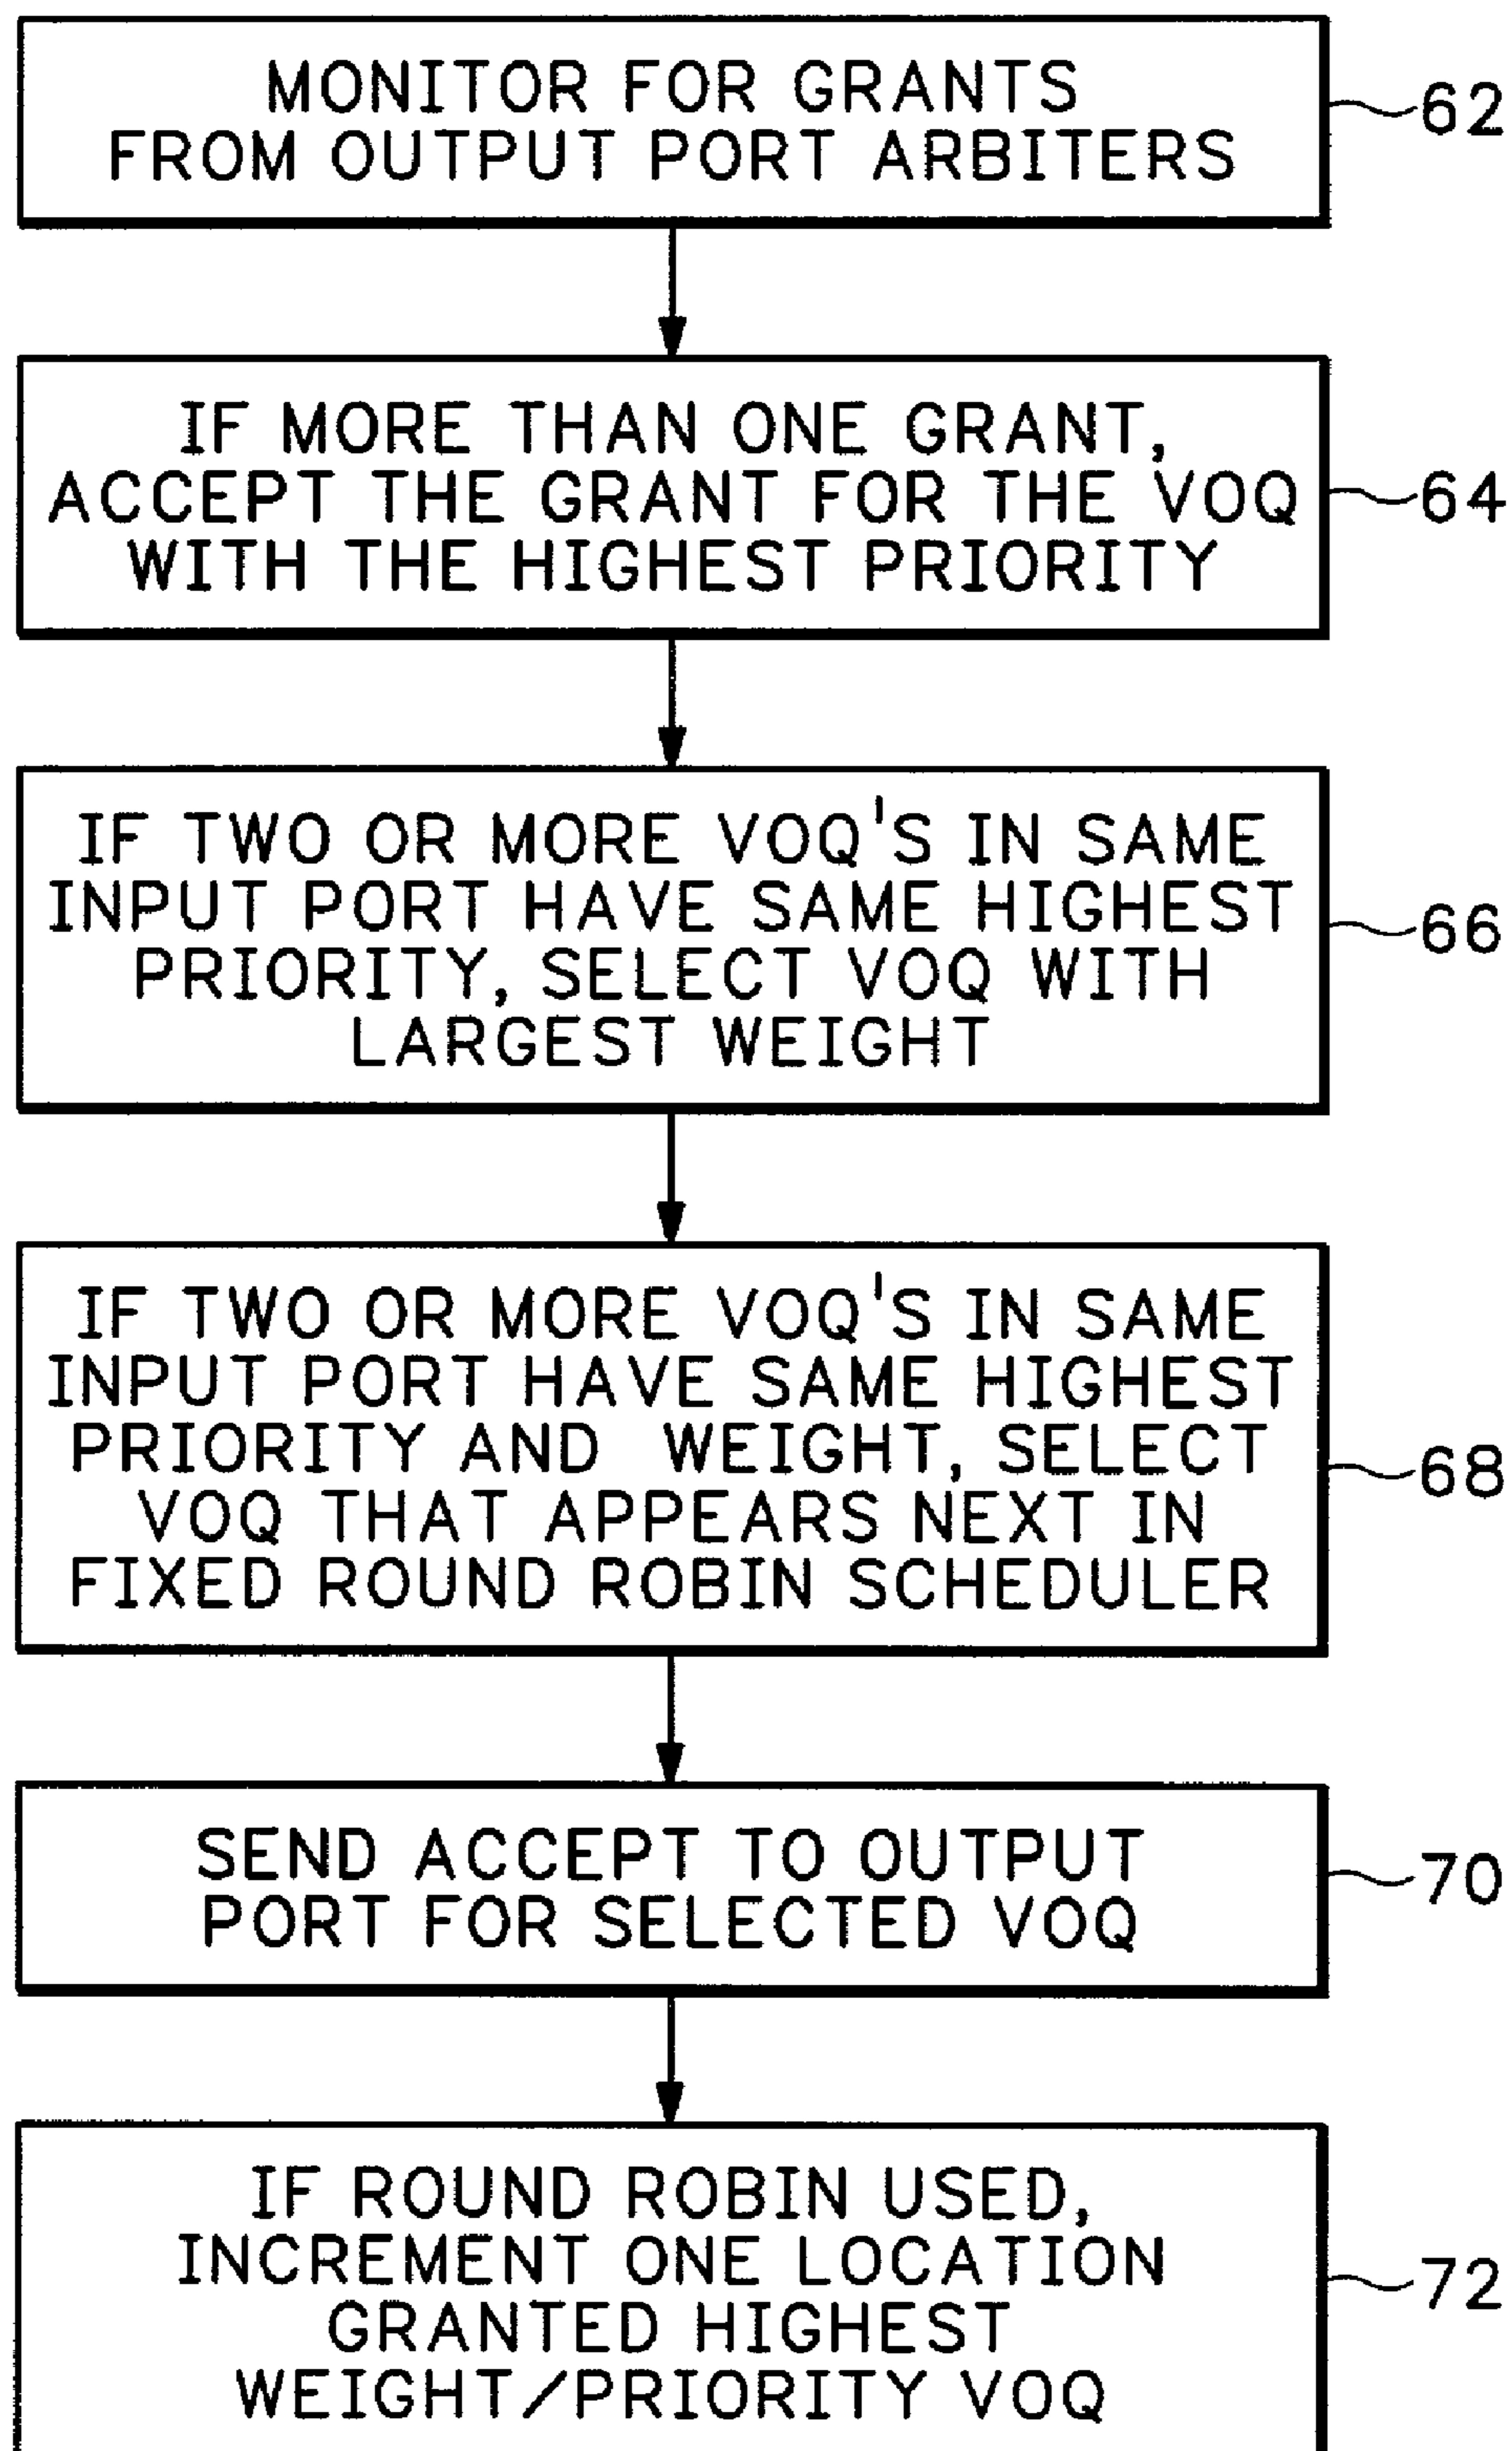 MONITOR FOR GRANTS
FROM OUTPUT PORT ARBITERS
62
IF MORE THAN ONE GRANT,
ACCEPT THE GRANT FOR THE VOQ
WITH THE HIGHEST PRIORITY
64
IF TWO OR MORE VOQ'S IN SAME
INPUT PORT HAVE SAME HIGHEST
PRIORITY, SELECT VOQ WITH
LARGEST WEIGHT
66
IF TWO OR MORE VOQ'S IN SAME
INPUT PORT HAVE SAME HIGHEST
PRIORITY AND WEIGHT, SELECT
VOQ THAT APPEARS NEXT IN
FIXED ROUND ROBIN SCHEDULER
68
SEND ACCEPT TO OUTPUT
PORT FOR SELECTED VOQ
70
IF ROUND ROBIN USED,
INCREMENT ONE LOCATION
GRANTED HIGHEST
WEIGHT/PRIORITY VOQ
72